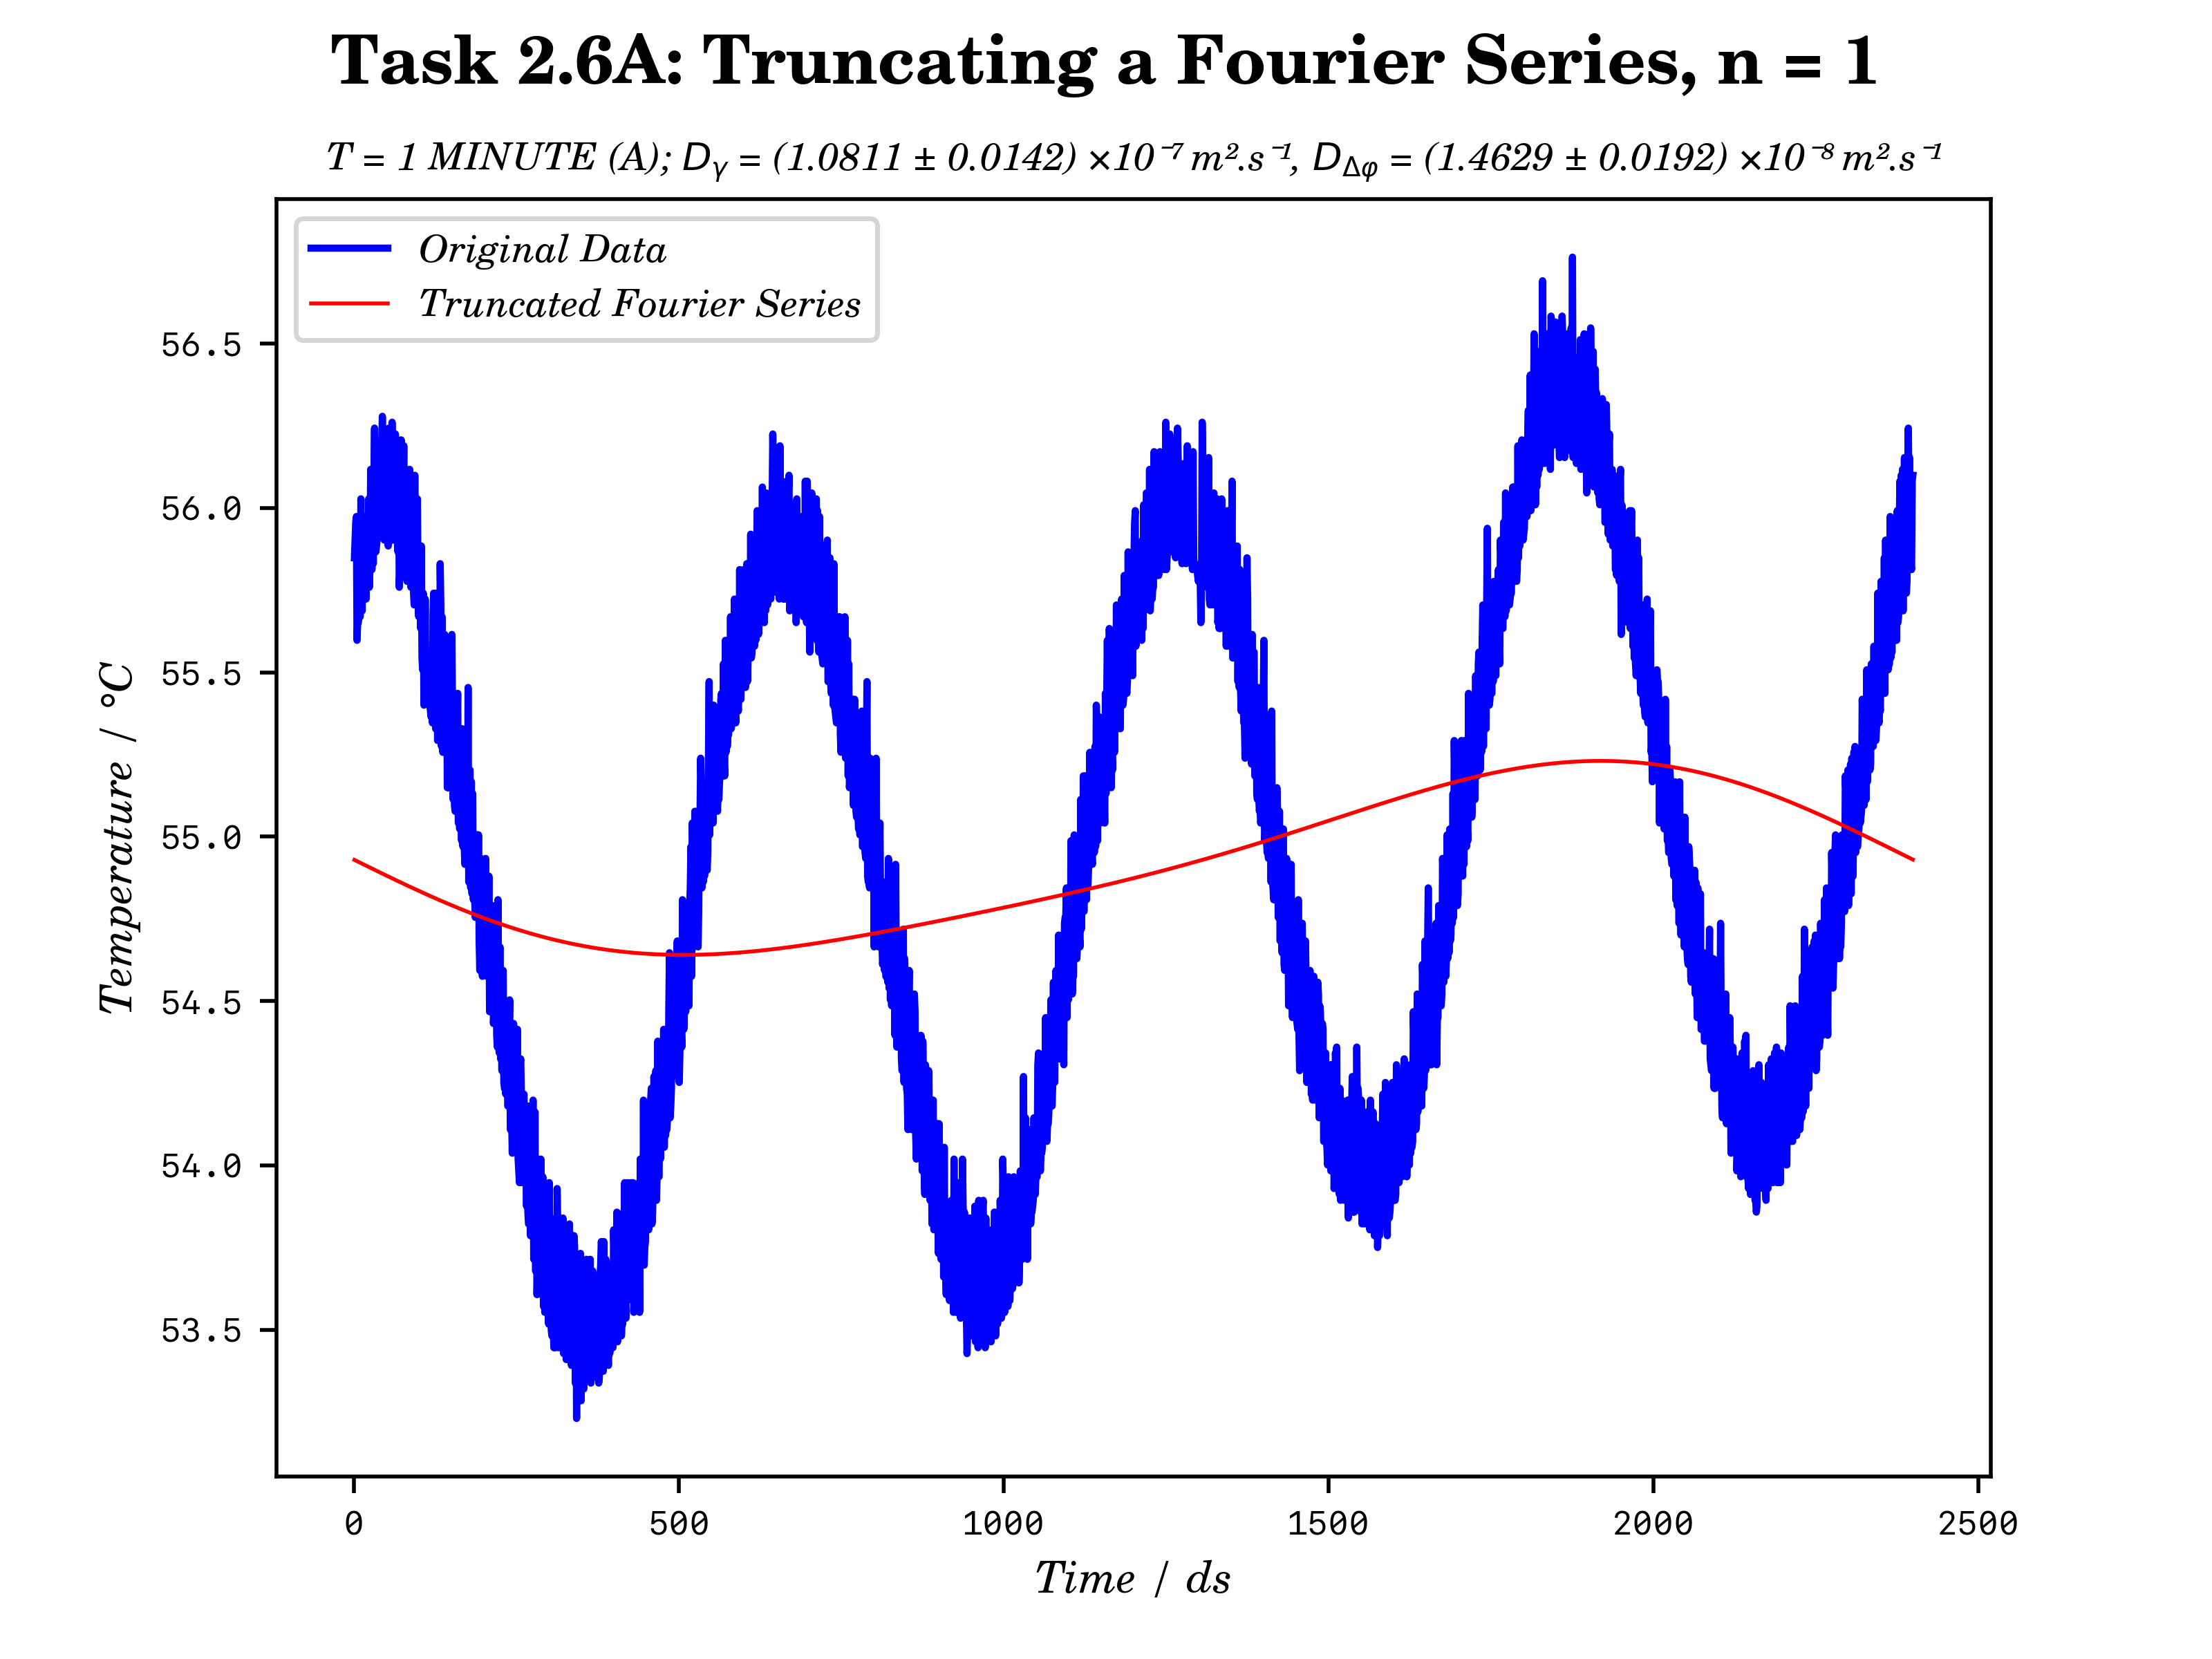 Task 2.6A: Truncating a Fourier Series, n = 1
T = 1 MINUTE (A); Dᵧ = (1.0811 ± 0.0142) ×10⁻⁷ m².s⁻¹, D_Δφ = (1.4629 ± 0.0192) ×10⁻⁸ m².s⁻¹
Original Data
Truncated Fourier Series
56.5
56.0
55.5
55.0
54.5
54.0
53.5
Temperature / °C
0 500 1000 1500 2000 2500
Time / ds